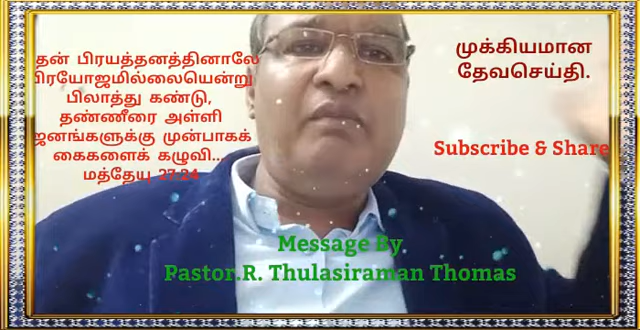 தன் பிரயத்தனத்தினாலே
பிரயோஜமில்லையென்று
பிலாத்து கண்டு,
தண்ணீரை அள்ளி
ஜனங்களுக்கு முன்பாகக்
கைகளைக் கழுவி...
மத்தேயு 27:24
முக்கியமான
தேவசெய்தி.
Subscribe & Share
Message By
Pastor.R. Thulasiraman Thomas